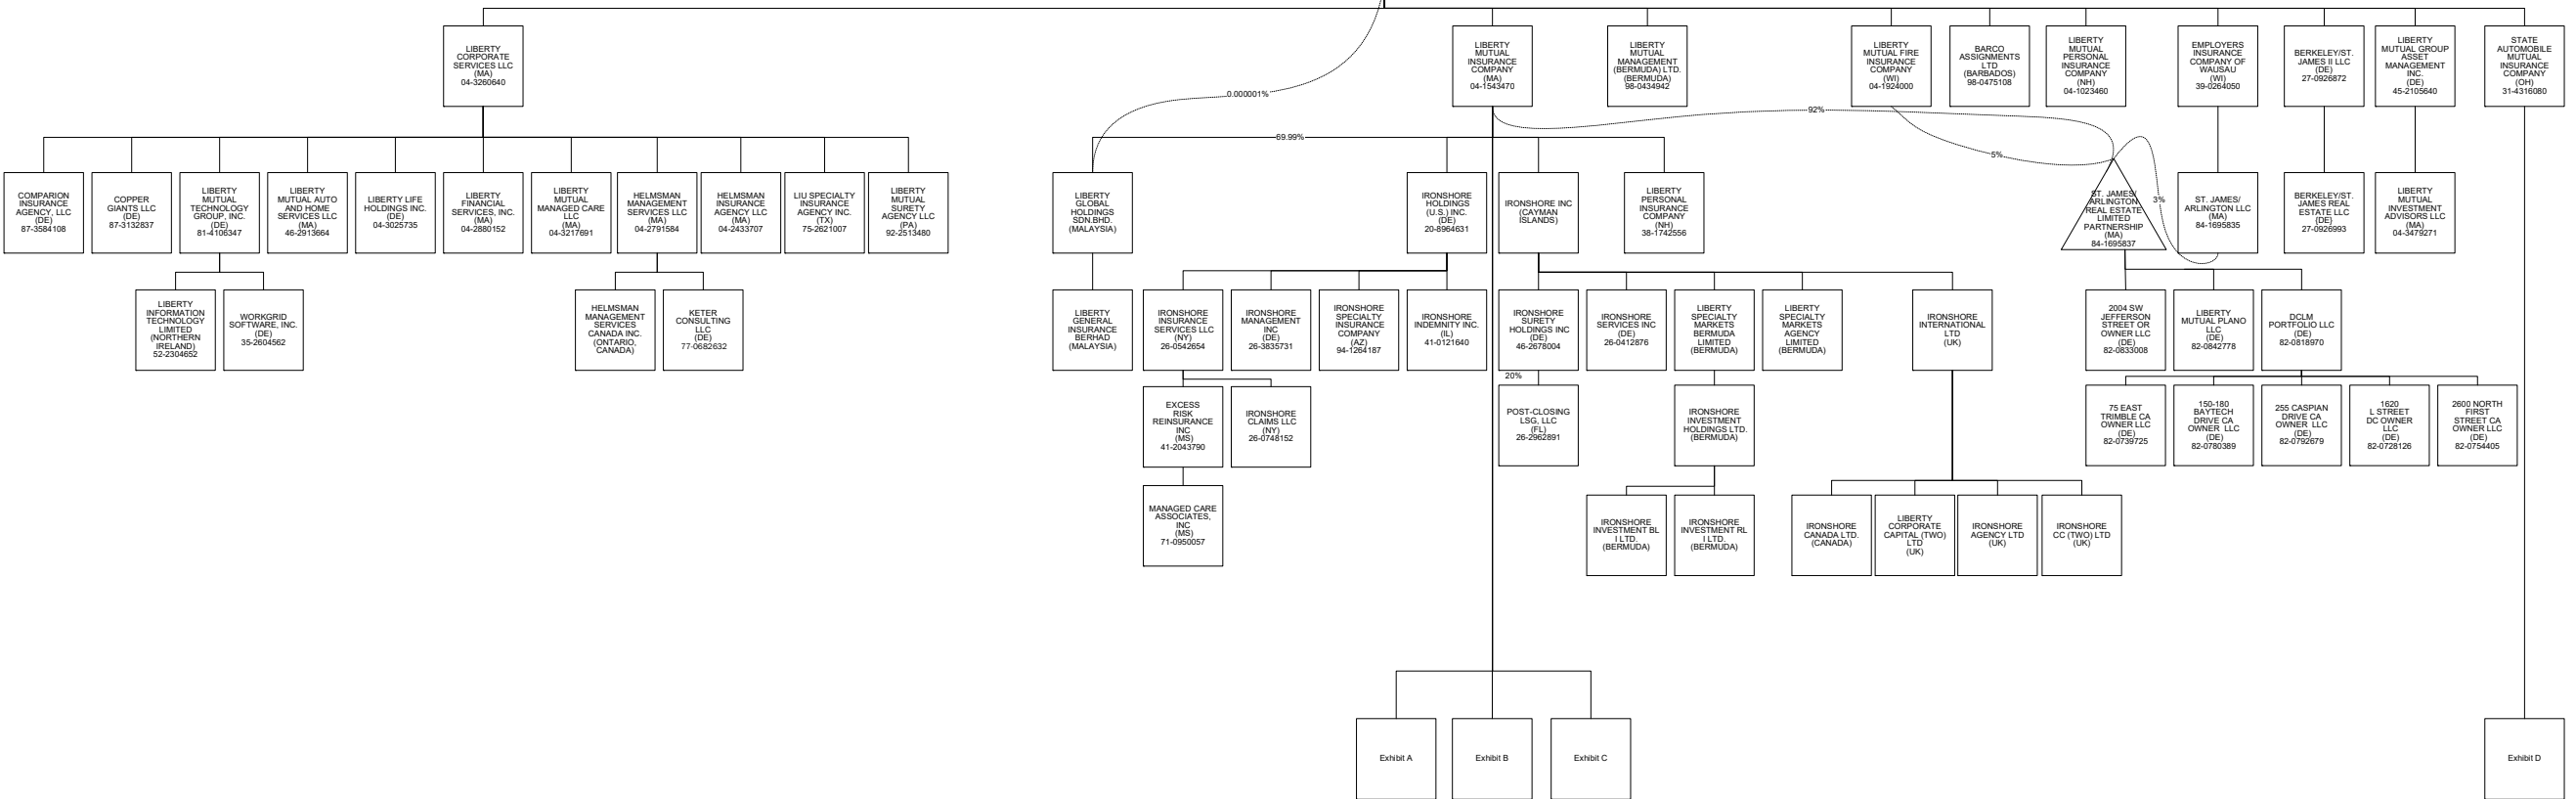 LIBERTY
CORPORATE
SERVICES LLC
(MA)
04-3260640
LIBERTY
MUTUAL
INSURANCE
COMPANY
(MA)
04-1543470
LIBERTY
MUTUAL
MANAGEMENT
(BERMUDA) LTD.
(BERMUDA)
98-0434942
LIBERTY
MUTUAL FIRE
INSURANCE
COMPANY
(WI)
04-1924000
BARCO
ASSIGNMENTS
LTD
(BARBADOS)
98-0475108
LIBERTY
MUTUAL
PERSONAL
INSURANCE
COMPANY
(NH)
04-1023460
EMPLOYERS
INSURANCE
COMPANY OF
WAUSAU
(WI)
39-0264050
BERKELEY/ST.
JAMES II LLC
(DE)
27-0926872
LIBERTY
MUTUAL GROUP
ASSET
MANAGEMENT
INC.
(DE)
45-2105640
STATE
AUTOMOBILE
MUTUAL
INSURANCE
COMPANY
(OH)
31-4316080
0.000001%
92%
69.99%
5%
3%
COMPARION
INSURANCE
AGENCY, LLC
(DE)
87-3584108
COPPER
GIANTS LLC
(DE)
87-3132837
LIBERTY
MUTUAL
TECHNOLOGY
GROUP, INC.
(DE)
81-4106347
LIBERTY
MUTUAL AUTO
AND HOME
SERVICES LLC
(MA)
46-2913664
LIBERTY LIFE
HOLDINGS INC.
(DE)
04-3025735
LIBERTY
FINANCIAL
SERVICES, INC.
(MA)
04-2880152
LIBERTY
MUTUAL
MANAGED CARE
LLC
(MA)
04-3217691
HELMSMAN
MANAGEMENT
SERVICES LLC
(MA)
04-2791584
HELMSMAN
INSURANCE
AGENCY LLC
(MA)
04-2433707
LIU SPECIALTY
INSURANCE
AGENCY INC.
(TX)
75-2621007
LIBERTY
MUTUAL
SURETY
AGENCY LLC
(PA)
92-2513480
LIBERTY
GLOBAL
HOLDINGS
SDN.BHD.
(MALAYSIA)
IRONSHORE
HOLDINGS
(U.S.) INC.
(DE)
20-8964631
IRONSHORE INC
(CAYMAN
ISLANDS)
LIBERTY
PERSONAL
INSURANCE
COMPANY
(NH)
38-1742556
ST. JAMES/
ARLINGTON
REAL ESTATE
LIMITED
PARTNERSHIP
(MA)
84-1695837
ST. JAMES/
ARLINGTON LLC
(MA)
84-1695835
BERKELEY/ST.
JAMES REAL
ESTATE LLC
(DE)
27-0926993
LIBERTY
MUTUAL
INVESTMENT
ADVISORS LLC
(MA)
04-3479271
LIBERTY
INFORMATION
TECHNOLOGY
LIMITED
(NORTHERN
IRELAND)
52-2304652
WORKGRID
SOFTWARE, INC.
(DE)
35-2604562
HELMSMAN
MANAGEMENT
SERVICES
CANADA INC.
(ONTARIO,
CANADA)
KETER
CONSULTING
LLC
(DE)
77-0682632
LIBERTY
GENERAL
INSURANCE
BERHAD
(MALAYSIA)
IRONSHORE
INSURANCE
SERVICES LLC
(NY)
26-0542654
IRONSHORE
MANAGEMENT
INC
(DE)
26-3835731
IRONSHORE
SPECIALTY
INSURANCE
COMPANY
(AZ)
94-1264187
IRONSHORE
INDEMNITY INC.
(IL)
41-0121640
IRONSHORE
SURETY
HOLDINGS INC
(DE)
46-2678004
IRONSHORE
SERVICES INC
(DE)
26-0412876
LIBERTY
SPECIALTY
MARKETS
BERMUDA
LIMITED
(BERMUDA)
LIBERTY
SPECIALTY
MARKETS
AGENCY
LIMITED
(BERMUDA)
IRONSHORE
INTERNATIONAL
LTD
(UK)
2004 SW
JEFFERSON
STREET OR
OWNER LLC
(DE)
82-0833008
LIBERTY
MUTUAL PLANO
LLC
(DE)
82-0842778
DCLM
PORTFOLIO LLC
(DE)
82-0818970
20%
EXCESS
RISK
REINSURANCE
INC
(MS)
41-2043790
IRONSHORE
CLAIMS LLC
(NY)
26-0748152
POST-CLOSING
LSG, LLC
(FL)
26-2962891
IRONSHORE
INVESTMENT
HOLDINGS LTD.
(BERMUDA)
75 EAST
TRIMBLE CA
OWNER LLC
(DE)
82-0739725
150-180
BAYTECH
DRIVE CA
OWNER LLC
(DE)
82-0780389
255 CASPIAN
DRIVE CA
OWNER LLC
(DE)
82-0792679
1620
L STREET
DC OWNER
LLC
(DE)
82-0728126
2600 NORTH
FIRST
STREET CA
OWNER LLC
(DE)
82-0754405
MANAGED CARE
ASSOCIATES,
INC
(MS)
71-0950057
IRONSHORE
INVESTMENT BL
I LTD.
(BERMUDA)
IRONSHORE
INVESTMENT RL
I LTD.
(BERMUDA)
IRONSHORE
CANADA LTD.
(CANADA)
LIBERTY
CORPORATE
CAPITAL (TWO)
LTD
(UK)
IRONSHORE
AGENCY LTD
(UK)
IRONSHORE
CC (TWO) LTD
(UK)
Exhibit A
Exhibit B
Exhibit C
Exhibit D